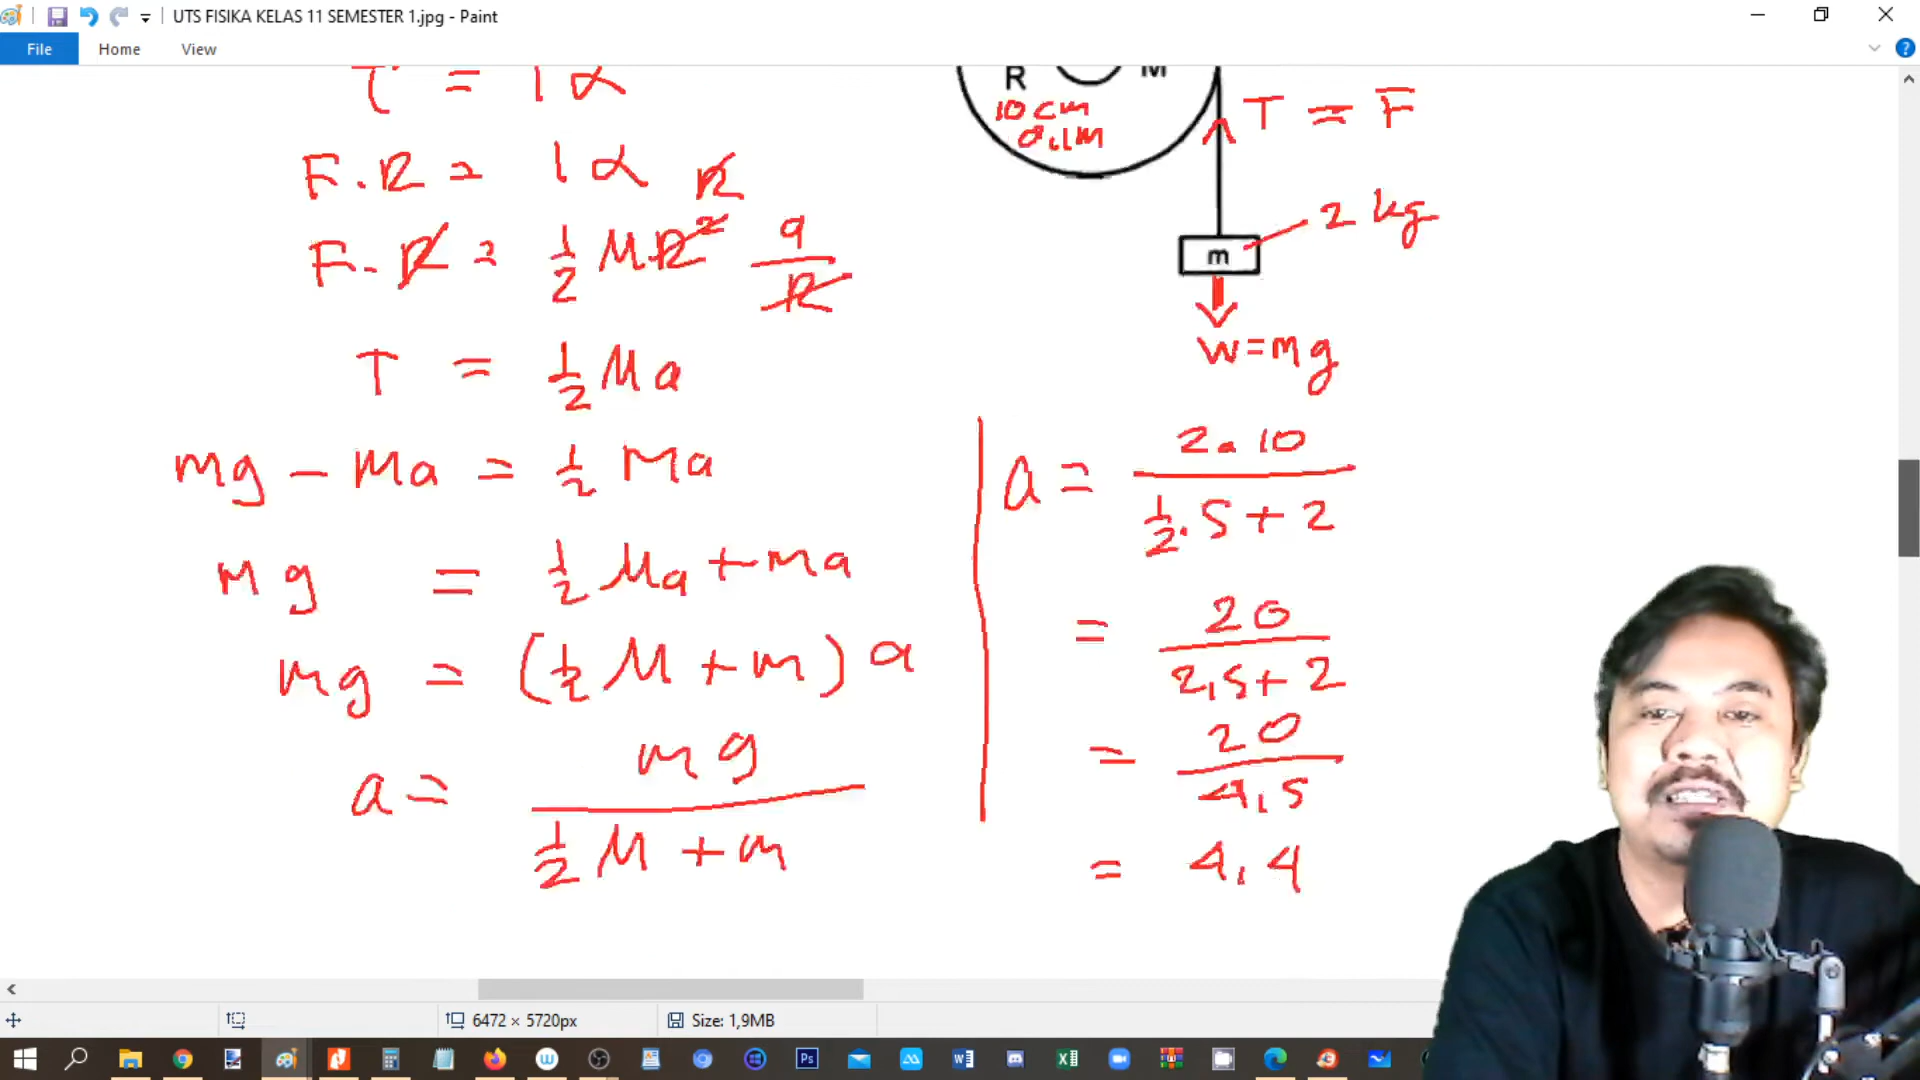 UTS FISIKA KELAS 11 SEMESTER 1.jpg - Paint
File Home View
τ = I α
F . R = I α
F . R = 1/2 MR² a/R
T = 1/2 Ma
mg - Ma = 1/2 Ma
mg = 1/2 Ma + ma
mg = (1/2 M + m) a
a = mg / 1/2 M + m
R M
10 cm
0,1 m
T = F
2 kg
m
W = mg
a = 2 . 10 / 1/2 . 5 + 2
= 20 / 2,5 + 2
= 20 / 4,5
= 4,4
6472 × 5720px Size: 1,9MB